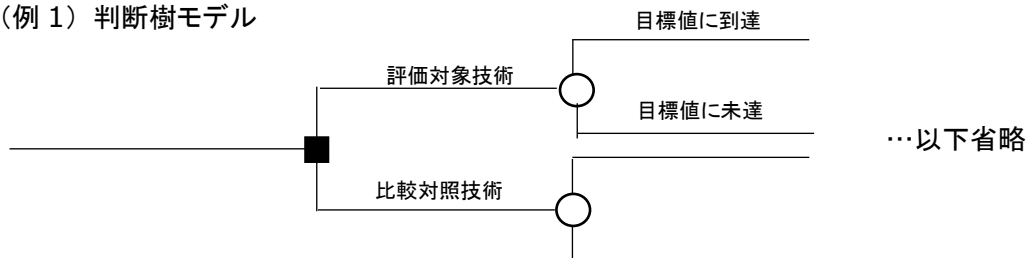 （例 1） 判断樹モデル
目標値に到達
評価対象技術
目標値に未達
…以下省略
比較対照技術